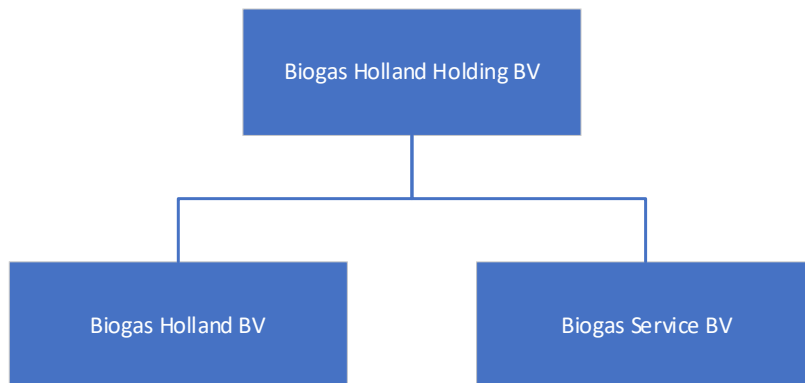 Biogas Holland Holding BV
Biogas Holland BV
Biogas Service BV